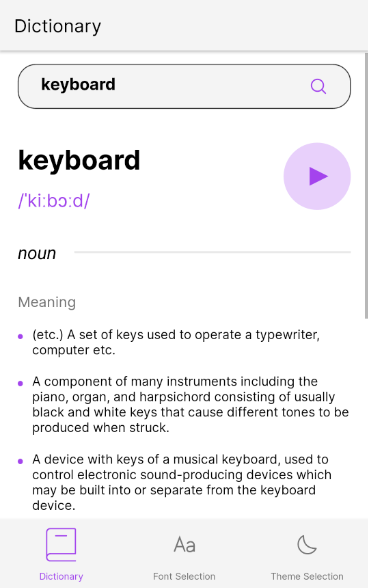 Dictionary
keyboard
keyboard
/ˈkiːbɔːd/
noun
Meaning
(etc.) A set of keys used to operate a typewriter,
computer etc.
A component of many instruments including the
piano, organ, and harpsichord consisting of usually
black and white keys that cause different tones to be
produced when struck.
A device with keys of a musical keyboard, used to
control electronic sound-producing devices which
may be built into or separate from the keyboard
device.
Aa
Dictionary
Font Selection
Theme Selection